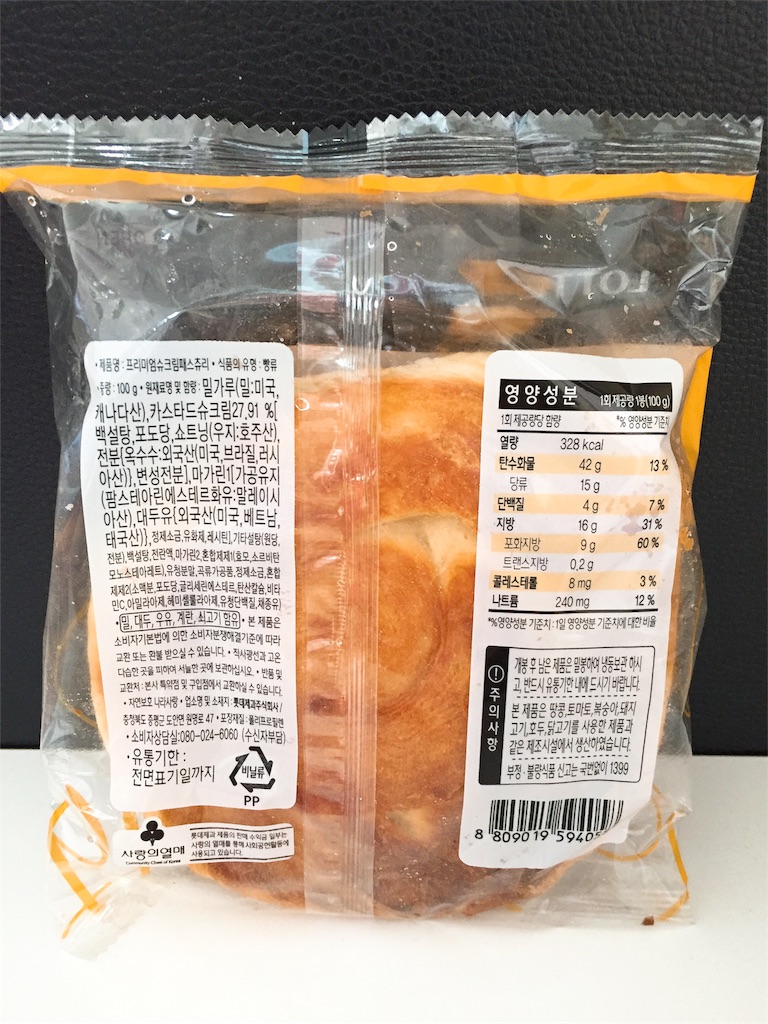 • 제품명 : 프리미엄슈크림패스츄리 • 식품의 유형 : 빵류
중량 : 100 g • 원재료명 및 함량 : 밀가루(밀:미국,
캐나다산), 카스타드슈크림27.91 %[
백설탕,포도당,쇼트닝(우지:호주산),
전분{옥수수:외국산(미국,브라질,러시
아산)},변성전분],마가린1[가공유지
(팜스테아린에스테르화유:말레이시
아산),대두유{외국산(미국,베트남,
태국산)},정제소금,유화제,레시틴],기타설탕(원당,
전분),백설탕,전란액,마가린2,혼합제제1(효모,소르비탄
모노스테아레트),유청분말,곡류가공품,정제소금,혼합
제제2(소맥분,포도당,글리세린에스테르,탄산칼슘,비타
민C,아밀라아제,헤미셀룰라아제,유청단백질,채종유)
• 밀, 대두, 우유, 계란, 쇠고기 함유 • 본 제품은
소비자기본법에 의한 소비자분쟁해결기준에 따라
교환 또는 환불 받으실 수 있습니다. • 직사광선과 고온
다습한 곳을 피하여 서늘한 곳에 보관하십시오. • 반품 및
교환처 : 본사 특약점 및 구입점에서 교환하실 수 있습니다.
• 자연보호 나라사랑 • 업소명 및 소재지 : 롯데제과주식회사/
충청북도 증평군 도안면 원명로 47 • 포장재질 : 폴리프로필렌
• 소비자상담실:080-024-6060 (수신자부담)
• 유통기한 :
전면표기일까지
비닐류
PP
사랑의열매
Community Chest of Korea
롯데제과 제품의 판매 수익금 일부는
사랑의 열매를 통해 사회공헌활동에
사용되고 있습니다.
LOTT
영양성분 1회 제공량 1봉(100 g)
1회 제공량당 함량 *% 영양성분 기준치
열량 328 kcal
탄수화물 42 g 13 %
당류 15 g
단백질 4 g 7 %
지방 16 g 31 %
포화지방 9 g 60 %
트랜스지방 0.2 g
콜레스테롤 8 mg 3 %
나트륨 240 mg 12 %
*% 영양성분 기준치 : 1일 영양성분 기준치에 대한 비율
주의사항
개봉 후 남은 제품은 밀봉하여 냉동보관 하시
고, 반드시 유통기한 내에 드시기 바랍니다.
본 제품은 땅콩,토마토,복숭아,돼지
고기,호두,닭고기를 사용한 제품과
같은 제조시설에서 생산하였습니다.
부정·불량식품 신고는 국번없이 1399
8 809019 59405